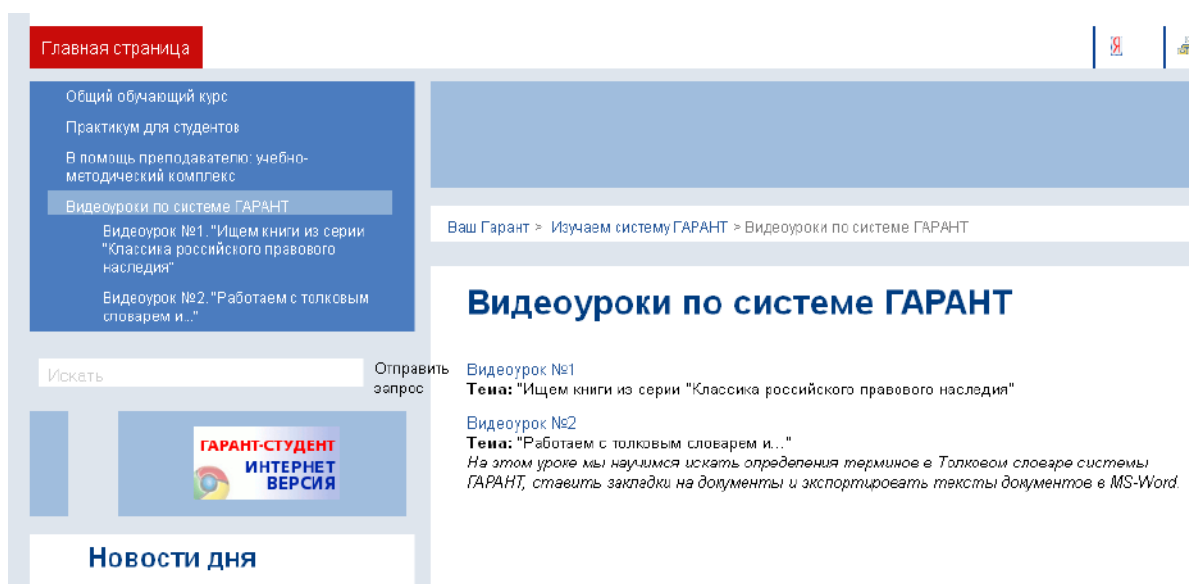 Главная страница
Я
Общий обучающий курс
Практикум для студентов
В помощь преподавателю: учебно-
методический комплекс
Видеоуроки по системе ГАРАНТ
Видеоурок №1. "Ищем книги из серии
"Классика российского правового
наследия"
Видеоурок №2. "Работаем с толковым
словарем и..."
Ваш Гарант > Изучаем систему ГАРАНТ > Видеоуроки по системе ГАРАНТ
Видеоуроки по системе ГАРАНТ
Искать
Отправить
запрос
Видеоурок №1
Тема: "Ищем книги из серии "Классика российского правового наследия"
Видеоурок №2
Тема: "Работаем с толковым словарем и..."
На этом уроке мы научимся искать определения терминов в Толковом словаре системы
ГАРАНТ, ставить закладки на документы и экспортировать тексты документов в MS-Word.
ГАРАНТ-СТУДЕНТ
ИНТЕРНЕТ
ВЕРСИЯ
Новости дня